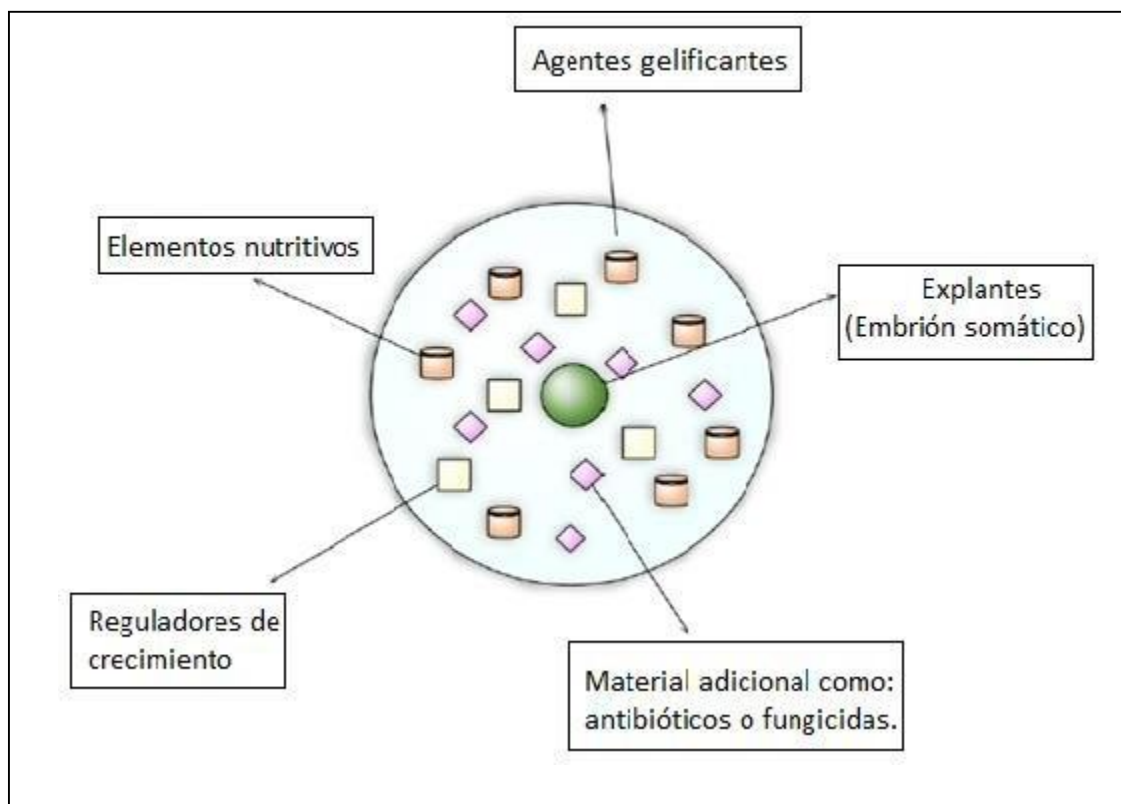 Agentes gelificantes
Elementos nutritivos
Explantes
(Embrión somático)
Reguladores de
crecimiento
Material adicional como:
antibióticos o fungicidas.